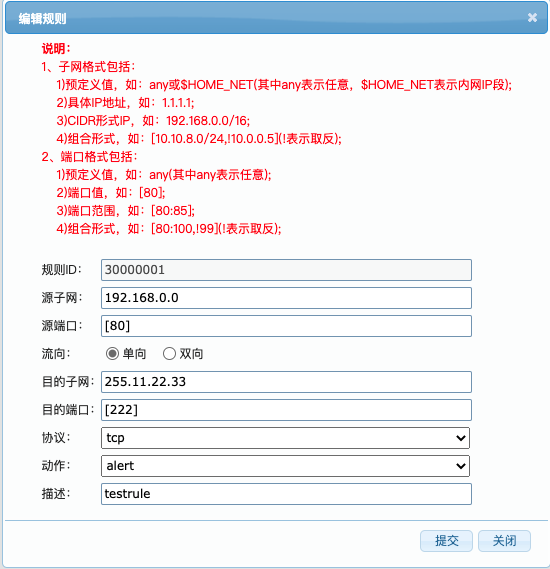 编辑规则
说明:
1、子网格式包括:
1)预定义值，如：any或$HOME_NET(其中any表示任意，$HOME_NET表示内网IP段);
2)具体IP地址，如：1.1.1.1;
3)CIDR形式IP，如：192.168.0.0/16;
4)组合形式，如：[10.10.8.0/24,!10.0.0.5](!表示取反);
2、端口格式包括：
1)预定义值，如：any(其中any表示任意);
2)端口值，如：[80];
3)端口范围，如：[80:85];
4)组合形式，如：[80:100,!99](!表示取反);
规则ID： 30000001
源子网： 192.168.0.0
源端口： [80]
流向： 单向 双向
目的子网： 255.11.22.33
目的端口： [222]
协议： tcp
动作： alert
描述： testrule
提交 关闭